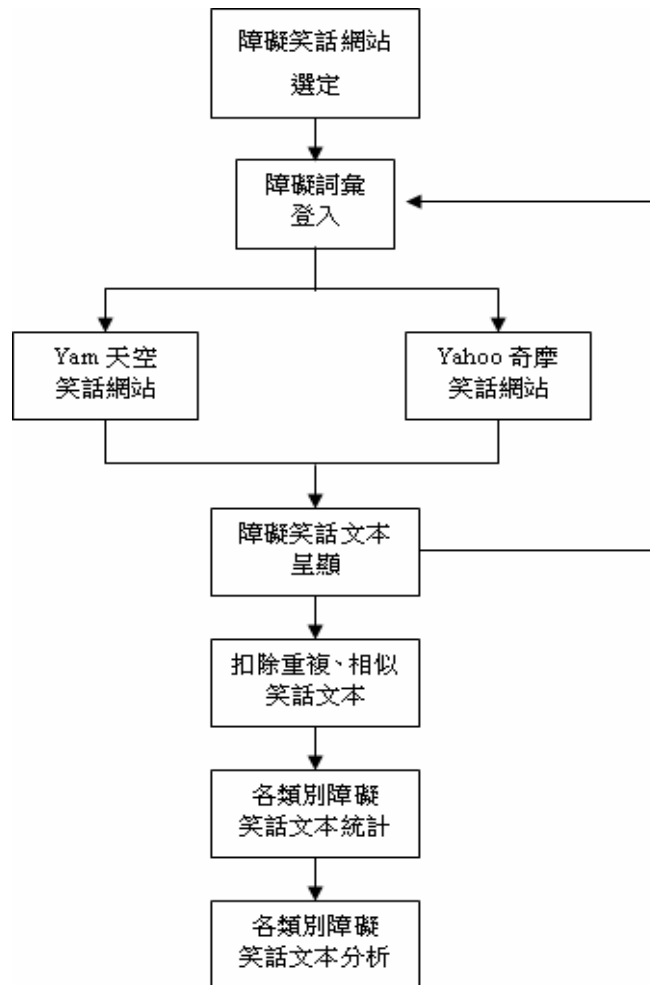 障礙笑話網站
選定
障礙詞彙
登入
Yam 天空
笑話網站
Yahoo 奇摩
笑話網站
障礙笑話文本
呈顯
扣除重複、相似
笑話文本
各類別障礙
笑話文本統計
各類別障礙
笑話文本分析